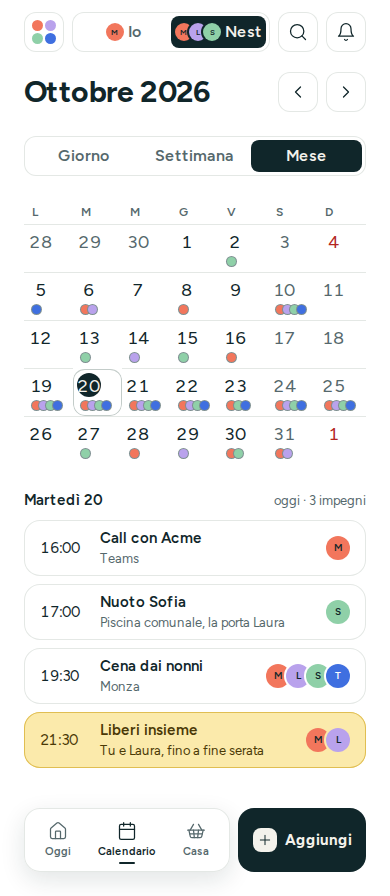 M Io M L S Nest
Ottobre 2026
Giorno Settimana Mese
L M M G V S D
28 29 30 1 2 3 4
5 6 7 8 9 10 11
12 13 14 15 16 17 18
19 20 21 22 23 24 25
26 27 28 29 30 31 1
Martedì 20 oggi · 3 impegni
16:00 Call con Acme M
Teams
17:00 Nuoto Sofia S
Piscina comunale, la porta Laura
19:30 Cena dai nonni M L S T
Monza
21:30 Liberi insieme M L
Tu e Laura, fino a fine serata
Oggi Calendario Casa + Aggiungi